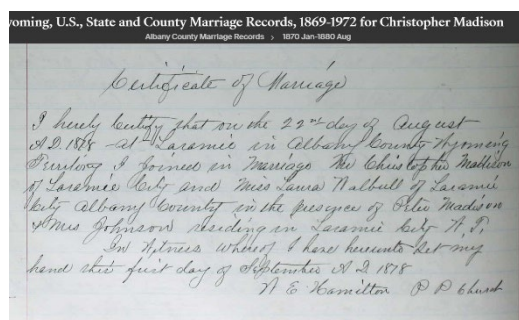 yoming, U.S., State and County Marriage Records, 1869-1972 for Christopher Madison
Albany County Marriage Records > 1870 Jan-1880 Aug
Certificate of Marriage
I hereby Certify that on the 22nd day of August
A.D. 1878 at Laramie in Albany County Wyoming
Territory I joined in Marriage Mr Christophe Madison
of Laramie City and Miss Laura of Laramie
City Albany County in the presence of Peter Madison
& Mrs Johnson residing in Laramie City W.T.
In Witness whereof I have hereunto set my
hand this first day of September A D 1878
E Hamilton P P Church